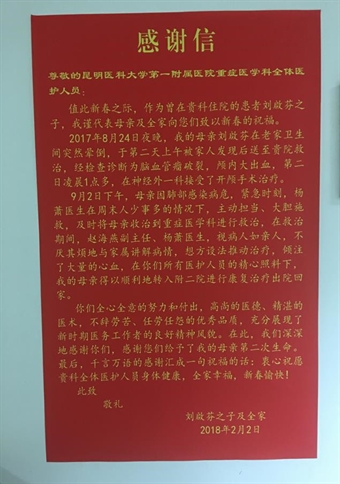 感谢信
尊敬的昆明医科大学第一附属医院重症医学科全体医
护人员：
值此新春之际，作为曾在贵科住院的患者刘啟芬之
子，我谨代表母亲及全家向您们致以新春的祝福。
2017年8月24日夜晚，我的母亲刘啟芬在老家卫生
间突然晕倒，于第二天上午被家人发现后送至贵院救
治，经检查诊断为脑血管瘤破裂，颅内大出血，第二
日凌晨1点多，在神经外一科接受了开颅手术治疗。
9月2日下午，母亲因肺部感染病危，紧急时刻，杨
萧医生在周末人少事多的情况下，主动担当、大胆施
救，及时将母亲收治到重症医学科进行救治，在救治
期间，赵海燕副主任、杨萧医生，视病人如亲人，不
厌其烦地与家属讲解病情，想方设法推动治疗，倾注
了大量的心血，在你们所有医护人员的精心照料下，
我的母亲得以顺利地转入附二院进行康复治疗出院回
家。
你们全心全意的努力和付出，高尚的医德、精湛的
医术，不辞劳苦、任劳任怨的优秀品质，充分展现了
新时期医务工作者的良好精神风貌。在此，我们深深
地感谢你们，感谢您们给予了我的母亲第二次生命。
最后，千言万语的感谢汇成一句祝福的话：衷心祝愿
贵科全体医护人员身体健康，全家幸福，新春愉快！
此致
敬礼
刘啟芬之子及全家
2018年2月2日